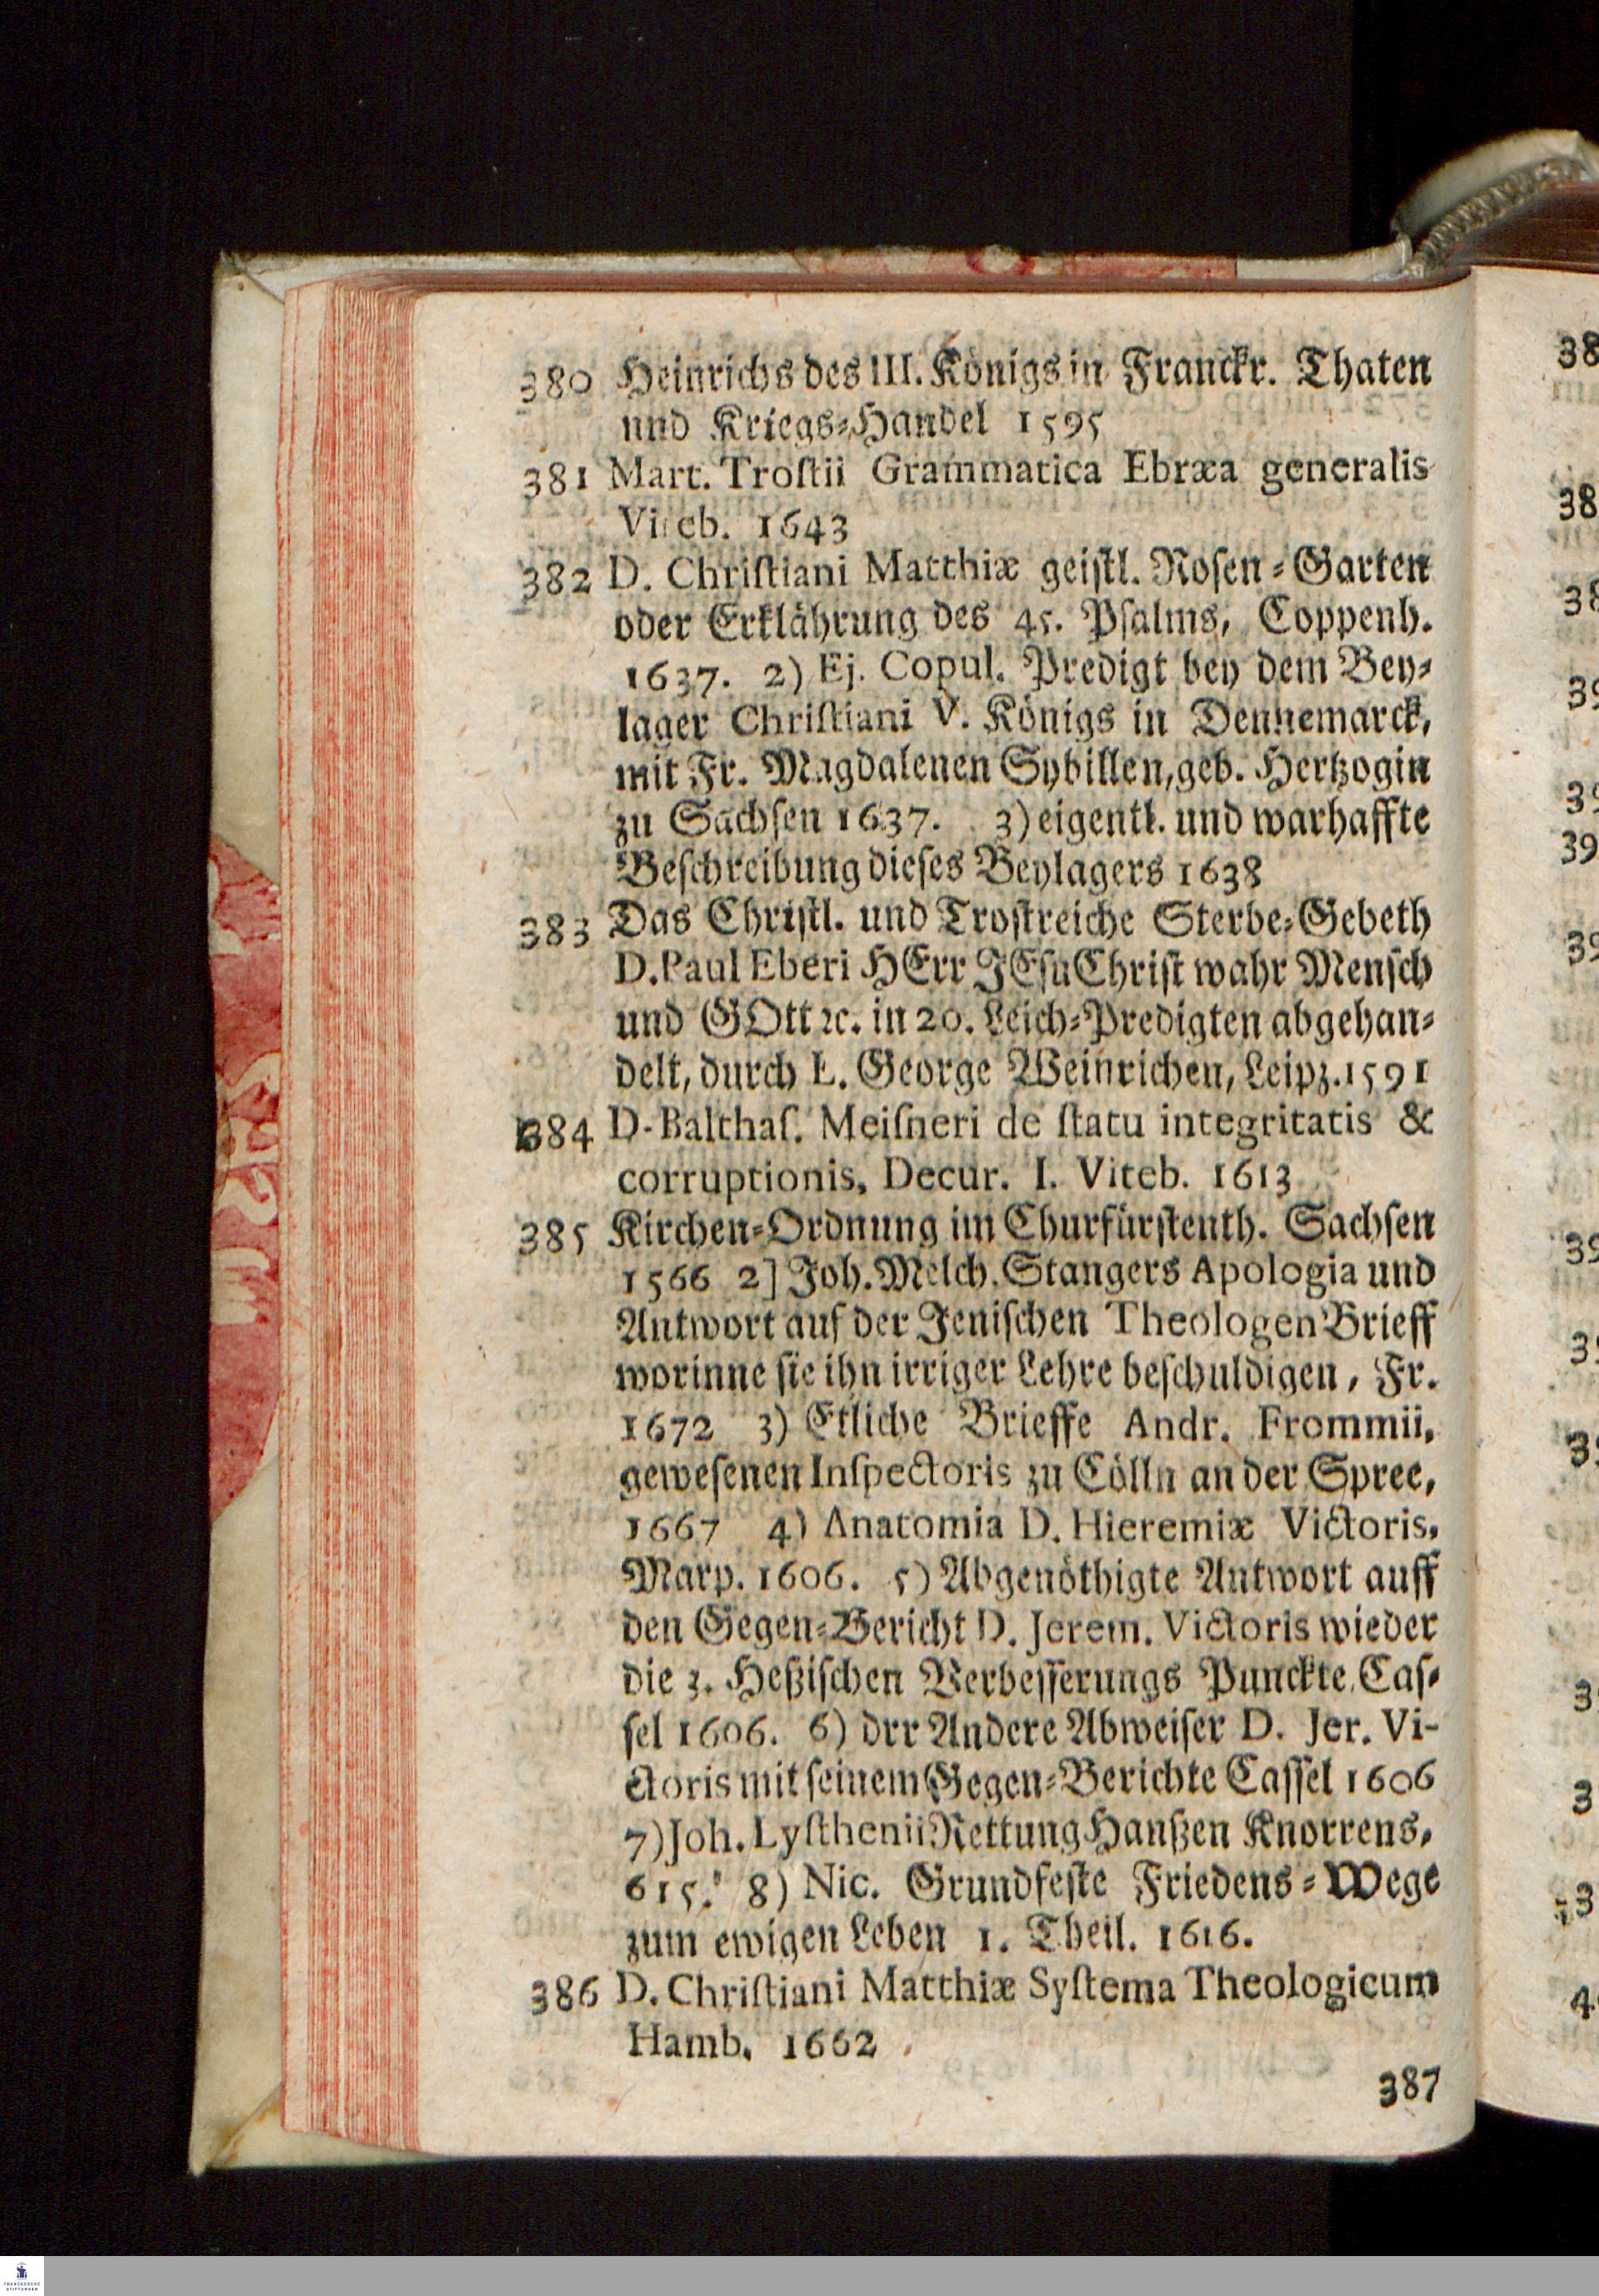 380 Heinrichs des III. Königs in Franckr. Thaten
und Kriegs-Handel 1595
381 Mart. Troſtii Grammatica Ebræa generalis
Viteb. 1643
382 D. Chriſtiani Matthiæ geiſtl. Roſen-Garten
oder Erklährung des 45. Pſalms, Coppenh.
1637. 2) Ej. Copul. Predigt bey dem Bey-
lager Chriſtiani V. Königs in Dennemarck,
mit Fr. Magdalenen Sybillen, geb. Hertzogin
zu Sachſen 1637. 3) eigentl. und warhaffte
Beſchreibung dieſes Beylagers 1638
383 Das Chriſtl. und Troſtreiche Sterbe-Gebeth
D. Paul Eberi HErr JEſu Chriſt wahr Menſch
und GOtt ꝛc. in 20. Leich-Predigten abgehan-
delt, durch L. George Weinrichen, Leipz. 1591
384 D. Balthaſ. Meiſneri de ſtatu integritatis &
corruptionis, Decur. I. Viteb. 1613
385 Kirchen-Ordnung im Churfürſtenth. Sachſen
1566 2] Joh. Melch. Stangers Apologia und
Antwort auf der Jeniſchen Theologen Brieff
worinne ſie ihn irriger Lehre beſchuldigen, Fr.
1672 3) Etliche Brieffe Andr. Frommii,
geweſenen Inſpectoris zu Cölln an der Spree,
1667 4) Anatomia D. Hieremiæ Victoris,
Marp. 1606. 5) Abgenöthigte Antwort auff
den Gegen-Bericht D. Jerem. Victoris wieder
die 3. Heßiſchen Verbeſſerungs Punckte, Caſ-
ſel 1606. 6) drr Andere Abweiſer D. Jer. Vi-
ctoris mit ſeinem Gegen-Berichte Caſſel 1606
7) Joh. Lyſthenii Rettung Hanßen Knorrens,
615. 8) Nic. Grundfeſte Friedens-Wege
zum ewigen Leben 1. Theil. 1616.
386 D. Chriſtiani Matthiæ Syſtema Theologicum
Hamb. 1662
387
FRANCKESCHE
STIFTUNGEN